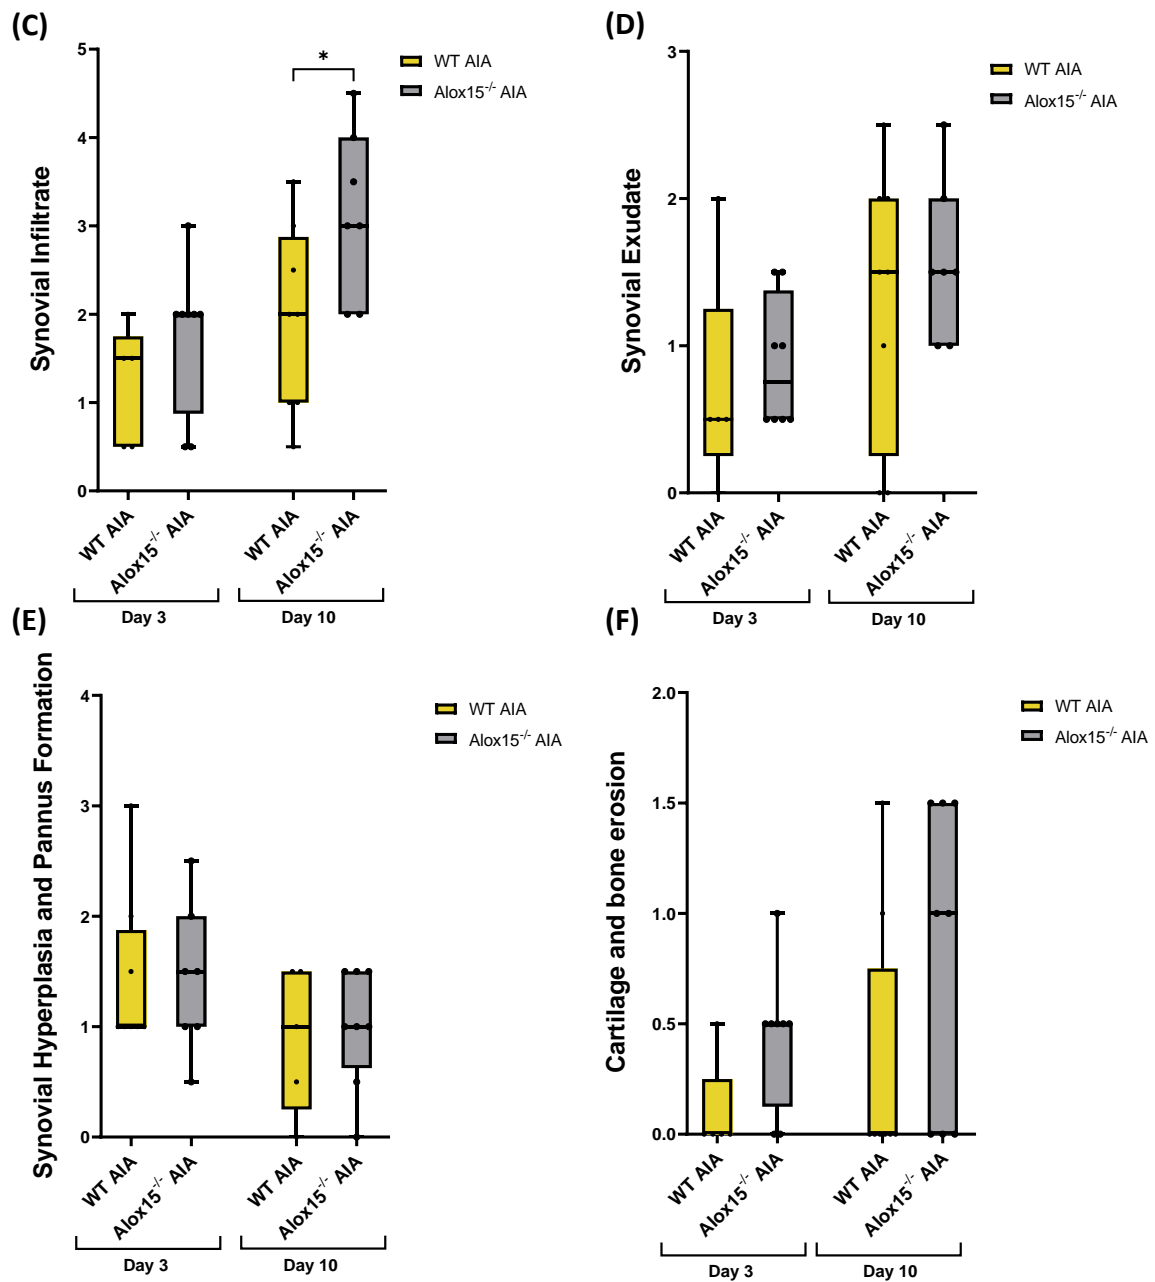 (C)
Synovial Infiltrate
5
4
3
2
1
0
*
WT AIA
Alox15-/- AIA
WT AIA
Alox15-/- AIA
WT AIA
Alox15-/- AIA
Day 3
Day 10
(D)
Synovial Exudate
3
2
1
0
WT AIA
Alox15-/- AIA
WT AIA
Alox15-/- AIA
WT AIA
Alox15-/- AIA
Day 3
Day 10
(E)
Synovial Hyperplasia and Pannus Formation
4
3
2
1
0
WT AIA
Alox15-/- AIA
WT AIA
Alox15-/- AIA
WT AIA
Alox15-/- AIA
Day 3
Day 10
(F)
Cartilage and bone erosion
2.0
1.5
1.0
0.5
0.0
WT AIA
Alox15-/- AIA
WT AIA
Alox15-/- AIA
WT AIA
Alox15-/- AIA
Day 3
Day 10